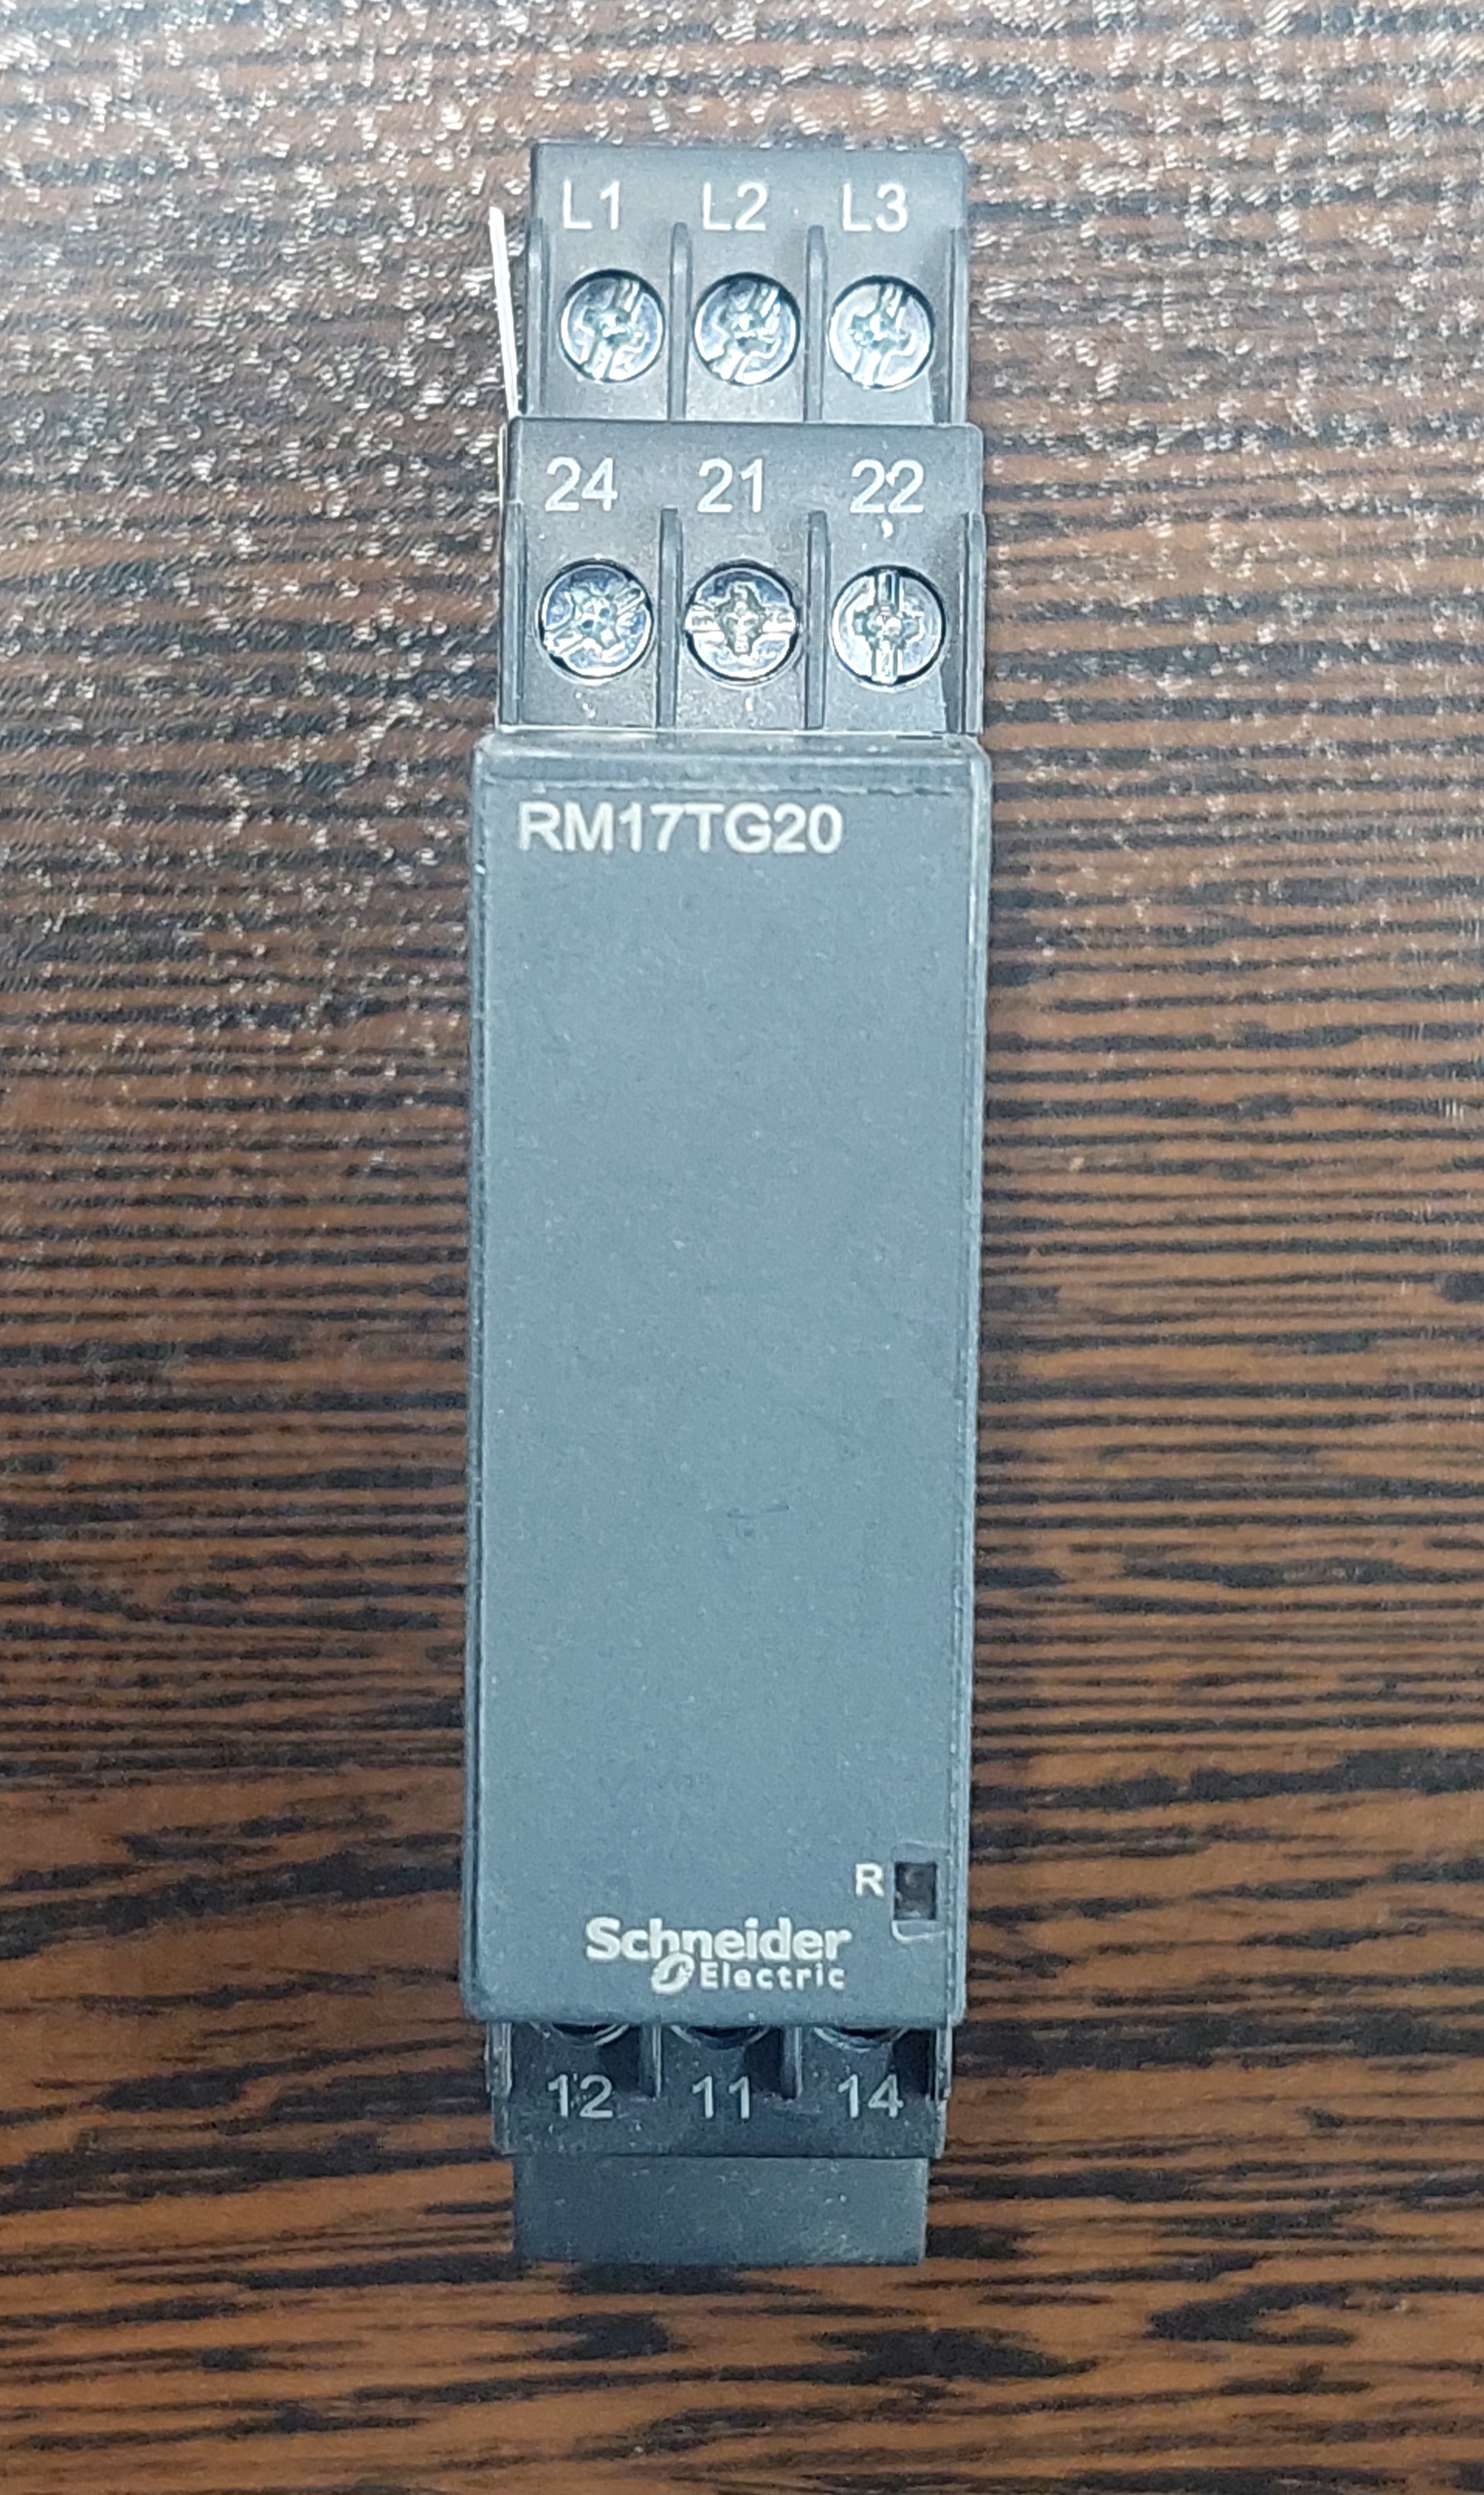 L1 L2 L3
24 21 22
RM17TG20
R
Schneider
Electric
12 11 14